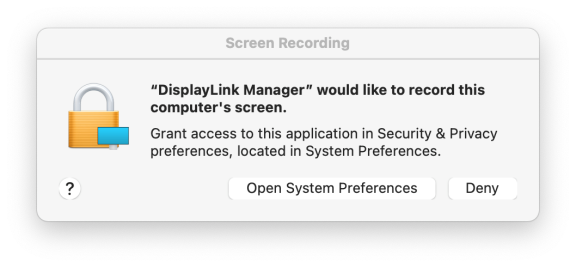 Screen Recording
“DisplayLink Manager” would like to record this
computer's screen.
Grant access to this application in Security & Privacy
preferences, located in System Preferences.
?
Open System Preferences
Deny